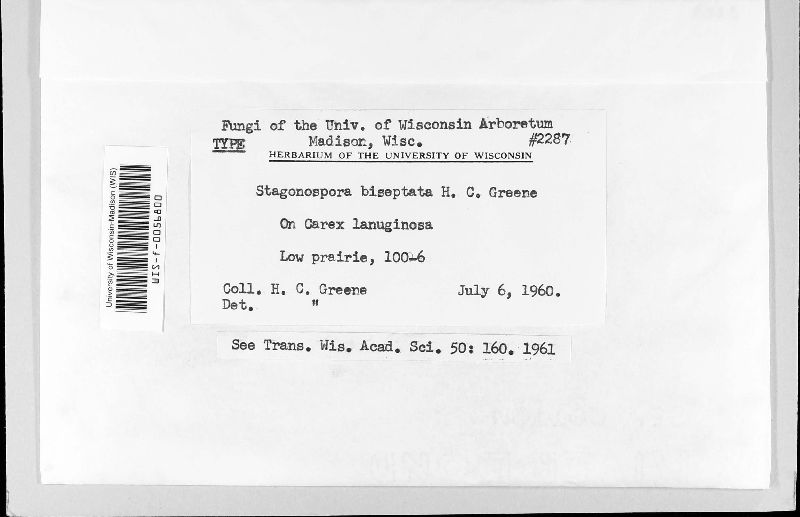 Fungi of the Univ. of Wisconsin Arboretum
TYPE Madison, Wisc. #2287
HERBARIUM OF THE UNIVERSITY OF WISCONSIN
Stagonospora biseptata H. C. Greene
On Carex lanuginosa
Low prairie, 100-6
Coll. H. C. Greene July 6, 1960.
Det. "
See Trans. Wis. Acad. Sci. 50: 160. 1961
University of Wisconsin-Madison (WIS)
WIS-f-0056800